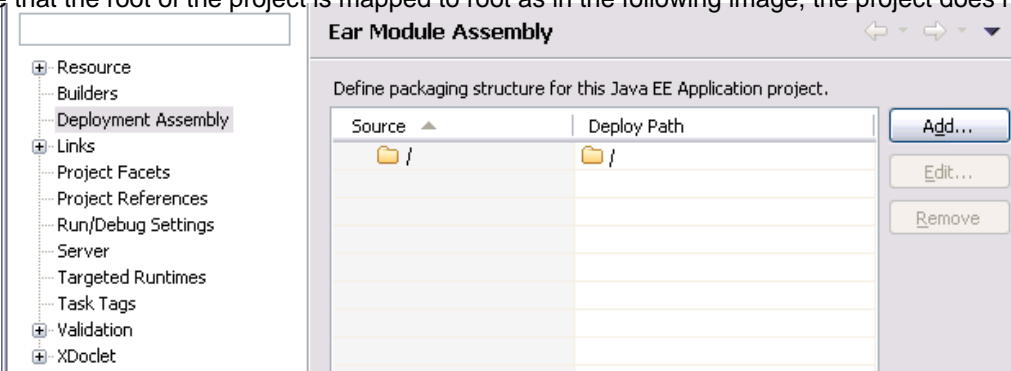 that the root of the project is mapped to root as in the following image, the project does
Ear Module Assembly
Resource
Builders
Deployment Assembly
Links
Project Facets
Project References
Run/Debug Settings
Server
Targeted Runtimes
Task Tags
Validation
XDoclet
Define packaging structure for this Java EE Application project.
Source Deploy Path
/ /
Add...
Edit...
Remove